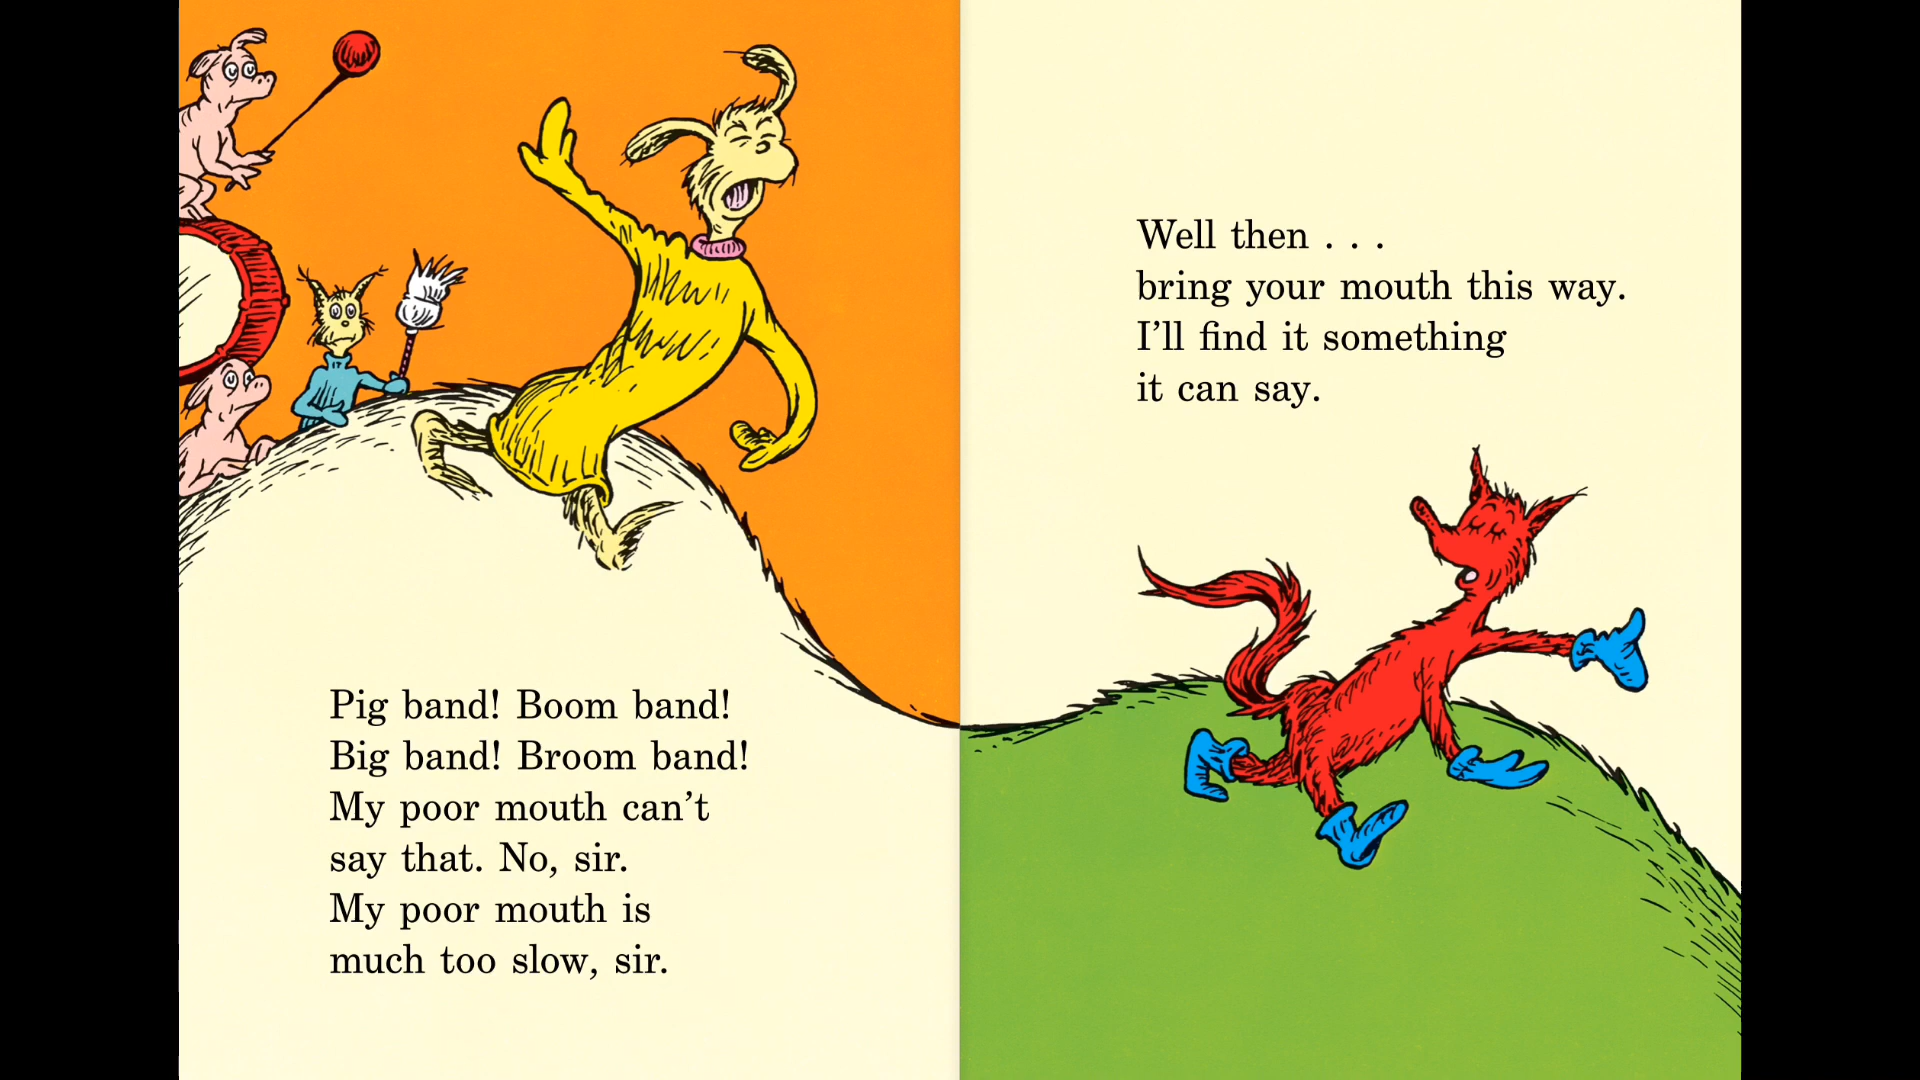 Pig band! Boom band!
Big band! Broom band!
My poor mouth can’t
say that. No, sir.
My poor mouth is
much too slow, sir.
Well then . . .
bring your mouth this way.
I’ll find it something
it can say.